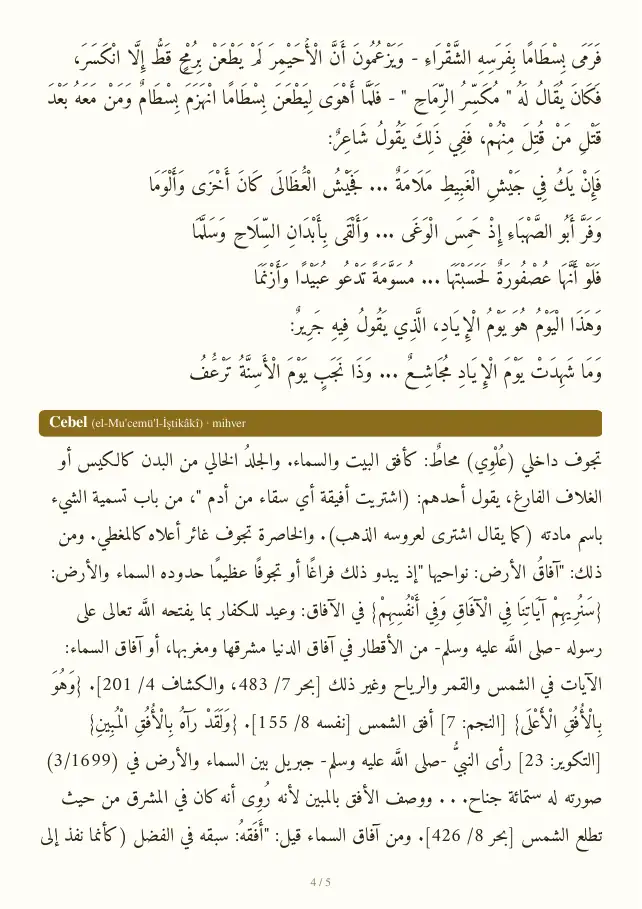 فَرَمَى بِسْطَامًا بِفَرَسِهِ الشَّقْرَاءِ - وَيَزْعُمُونَ أَنَّ الْأُحَيْمِرَ لَمْ يَطْعَنْ بِرُمْحٍ قَطُّ إِلَّا انْكَسَرَ،
فَكَانَ يُقَالُ لَهُ " مُكَسِّرُ الرِّمَاحِ " - فَلَمَّا أَهْوَى لِيَطْعَنَ بِسْطَامًا انْهَزَمَ بِسْطَامٌ وَمَنْ مَعَهُ بَعْدَ
قَتْلِ مَنْ قُتِلَ مِنْهُمْ، فَفِي ذَلِكَ يَقُولُ شَاعِرٌ:
فَإِنْ يَكُ فِي جَيْشِ الْغَبِيطِ مَلَامَةٌ ... فَجَيْشُ الْعُظَالَى كَانَ أَخْزَى وَأَلْوَمَا
وَفَرَّ أَبُو الصَّهْبَاءِ إِذْ حَمِسَ الْوَغَى ... وَأَلْقَى بِأَبْدَانِ السِّلَاحِ وَسَلَّمَا
فَلَوْ أَنَّهَا عُصْفُورَةٌ لَحَسَبْتَهَا ... مُسَوَّمَةً تَدْعُو عُبَيْدًا وَأَزْنَمَا
وَهَذَا الْيَوْمُ هُوَ يَوْمُ الْإِيَادِ، الَّذِي يَقُولُ فِيهِ جَرِيرٌ:
وَمَا شَهِدَتْ يَوْمَ الْإِيَادِ مُجَاشِعٌ ... وَذَا نَجَبٍ يَوْمَ الْأَسِنَّةُ تَرْعُفُ
Cebel (el-Mu'cemü'l-İştikâkî) · mihver
تجوف داخلي (عُلْوِي) محاطٌ: كأفق البيت والسماء. والجلدُ الخالي من البدن كالكيس أو
الغلاف الفارغ، يقول أحدهم: (اشتريت أفيقة أي سقاء من أدم "، من باب تسمية الشيء
باسم مادته (كما يقال اشترى لعروسه الذهب). والخاصرة تجوف غائر أعلاه كالمغطي. ومن
ذلك: "آفاقُ الأرض: نواحيها "إذ يبدو ذلك فراغًا أو تجوفًا عظيمًا حدوده السماء والأرض:
{سَنُرِيهِمْ آيَاتِنَا فِي الْآفَاقِ وَفِي أَنْفُسِهِمْ} في الآفاق: وعيد للكفار بما يفتحه اللَّه تعالى على
رسوله -صلى اللَّه عليه وسلم- من الأقطار في آفاق الدنيا مشرقها ومغربها، أو آفاق السماء:
الآيات في الشمس والقمر والرياح وغير ذلك [بحر 7/ 483، والكشاف 4/ 201]. {وَهُوَ
بِالْأُفُقِ الْأَعْلَى} [النجم: 7] أفق الشمس [نفسه 8/ 155]. {وَلَقَدْ رَآهُ بِالْأُفُقِ الْمُبِينِ}
[التكوير: 23] رأى النبيُّ -صلى اللَّه عليه وسلم- جبريل بين السماء والأرض في (3/1699)
صورته له ستمائة جناح... ووصف الأفق بالمبين لأنه رُوِى أنه كان في المشرق من حيث
تطلع الشمس [بحر 8/ 426]. ومن آفاق السماء قيل: "أَفَقهُ: سبقه في الفضل (كأنما نفذ إلى
4 / 5